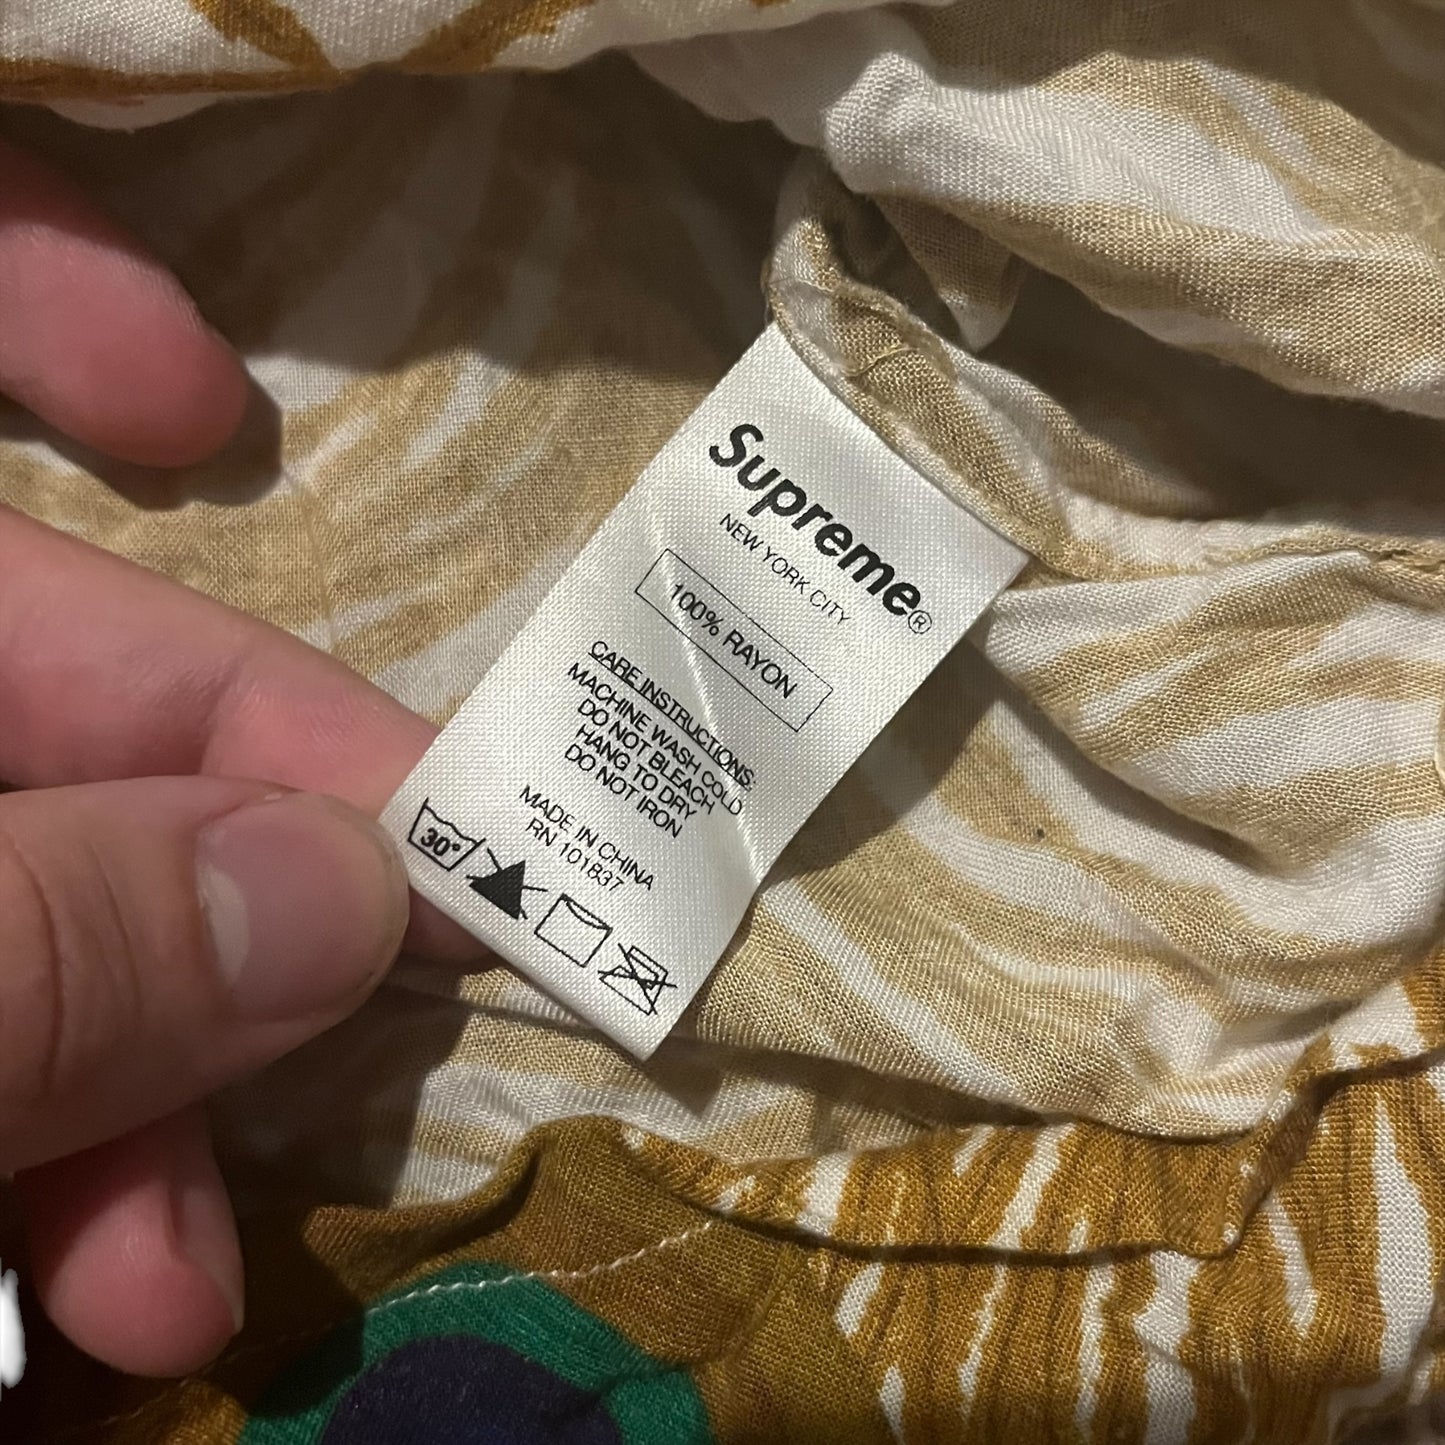 Supreme®
NEW YORK CITY
100% RAYON
CARE INSTRUCTIONS:
MACHINE WASH COLD
DO NOT BLEACH
HANG TO DRY
DO NOT IRON
MADE IN CHINA
RN 101837
30°